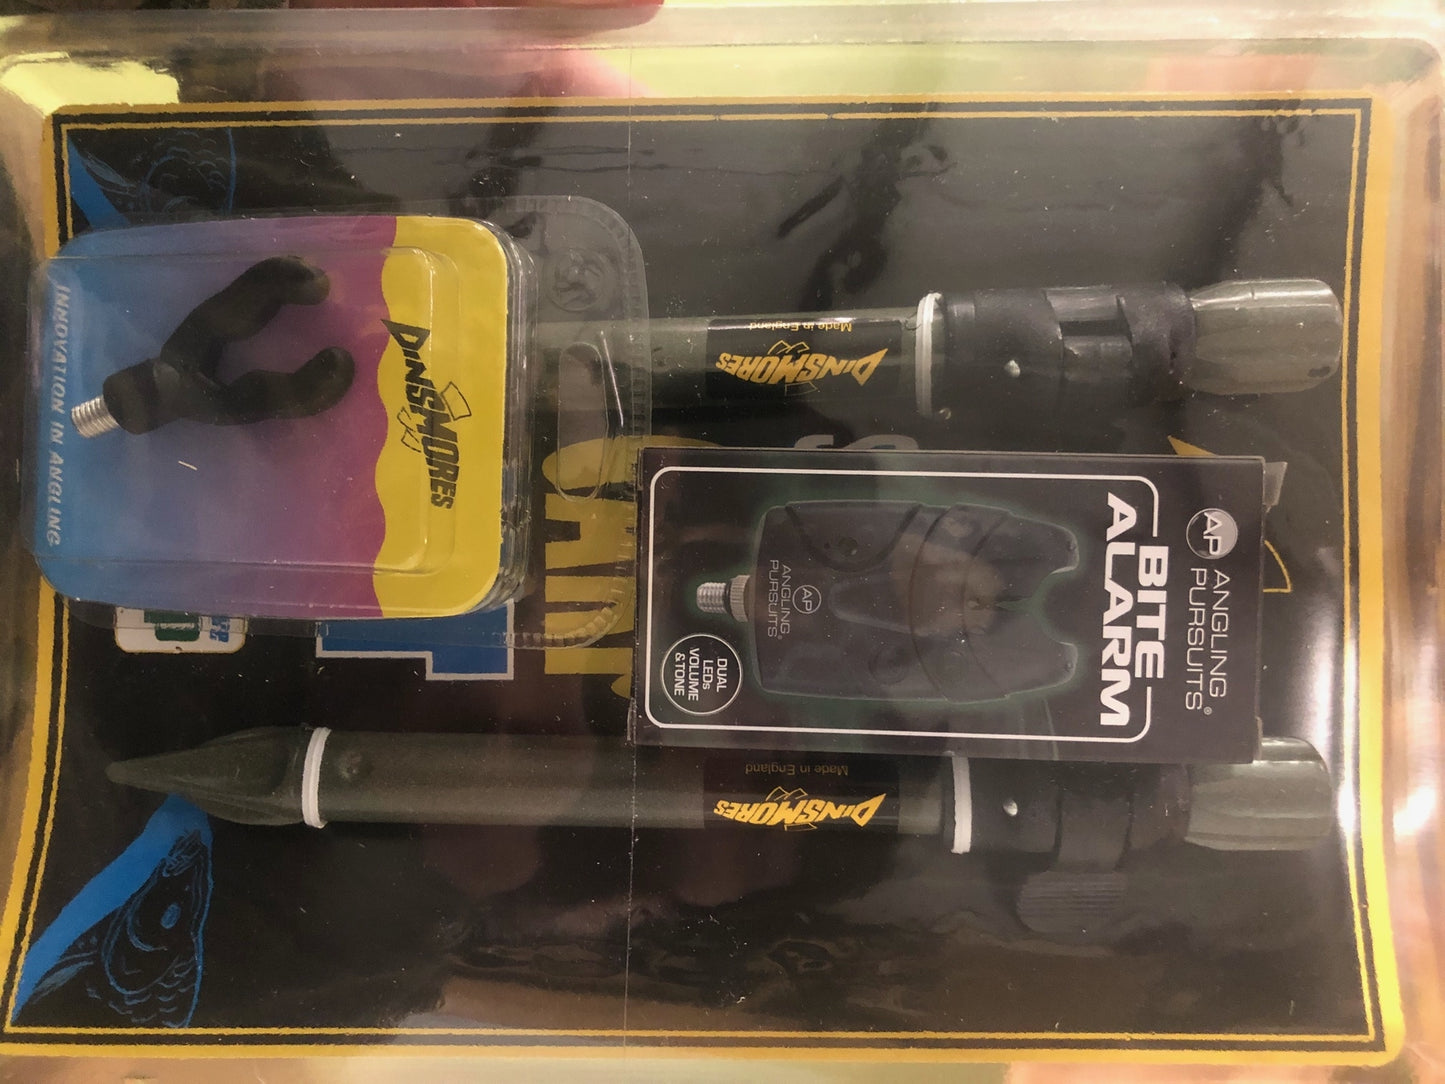 INNOVATION IN ANGLING
DINSMORES
Made in England
DINSMORES
AP
ANGLING
PURSUITS®
BITE
ALARM
AP
ANGLING
PURSUITS
DUAL
LEDs
VOLUME
& TONE
Made in England
DINSMORES